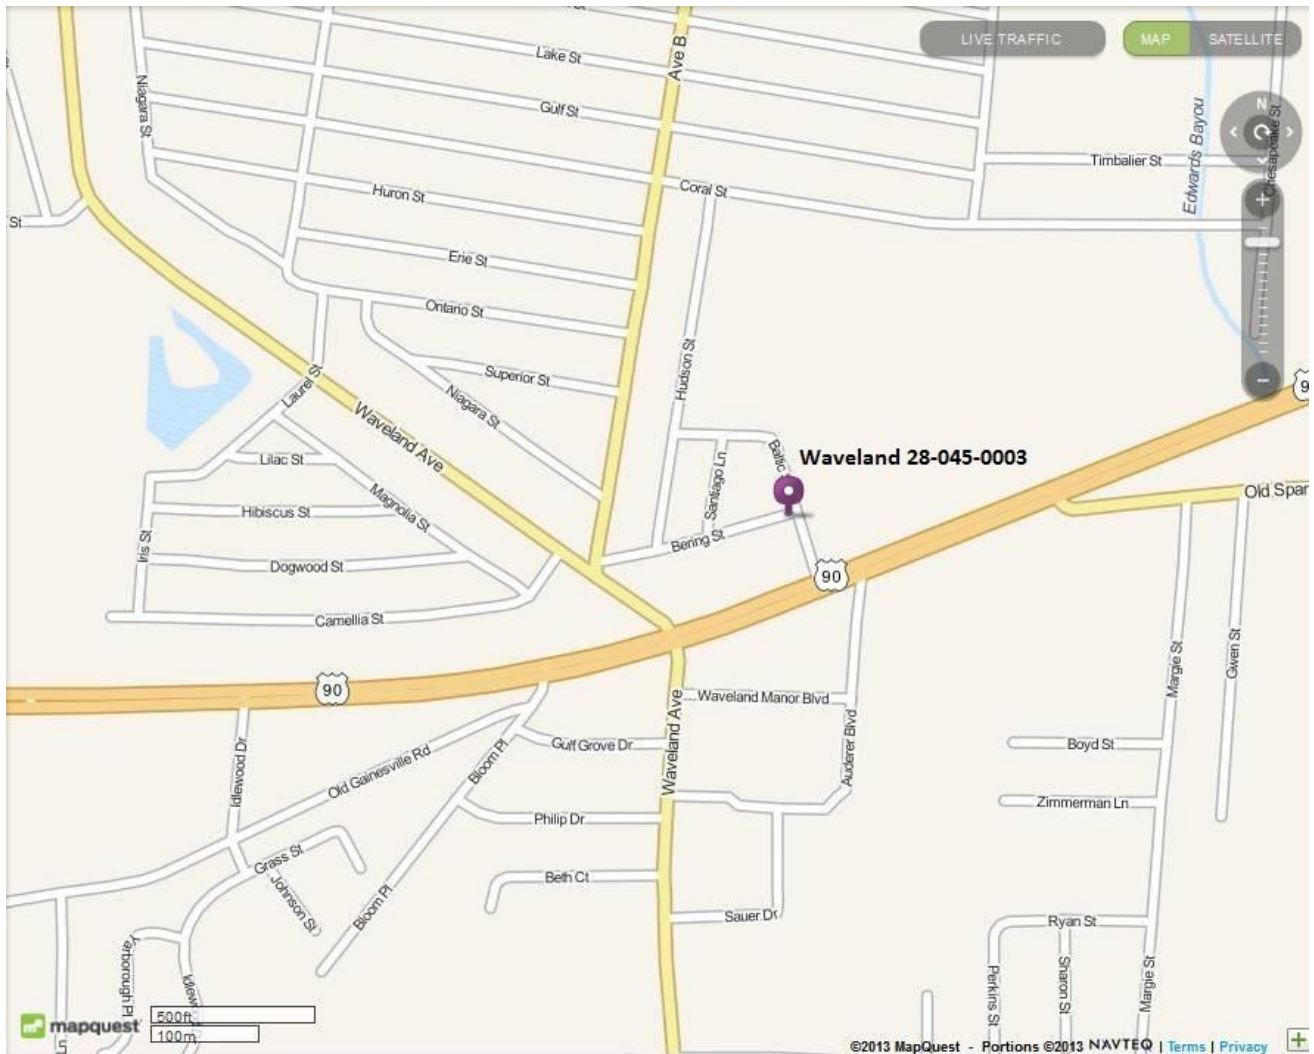 LIVE TRAFFIC
MAP
SATELLITE
Ave B
Lake St
Niagara St
Gulf St
N
Edwards Bayou
Chesapeake St
Timbalier St
Coral St
Huron St
St
+
Erie St
Ontario St
Hudson St
Superior St
Laurel St
Niagara St
−
Waveland Ave
Baltic
Waveland 28-045-0003
Lilac St
Santiago Ln
Magnolia St
Old Span
Hibiscus St
Iris St
Bering St
Dogwood St
90
Camellia St
Margie St
Gwen St
90
Waveland Ave
Waveland Manor Blvd
Auderer Blvd
Idlewood Dr
Old Gainesville Rd
Bloom Pl
Gulf Grove Dr
Boyd St
Zimmerman Ln
Philip Dr
Grass St
Johnson St
Bloom Pl
Beth Ct
Sauer Dr
Ryan St
Yarborough Pl
Perkins St
Sharon St
Margie St
500ft
mapquest
100m
©2013 MapQuest - Portions ©2013 NAVTEQ | Terms | Privacy
+